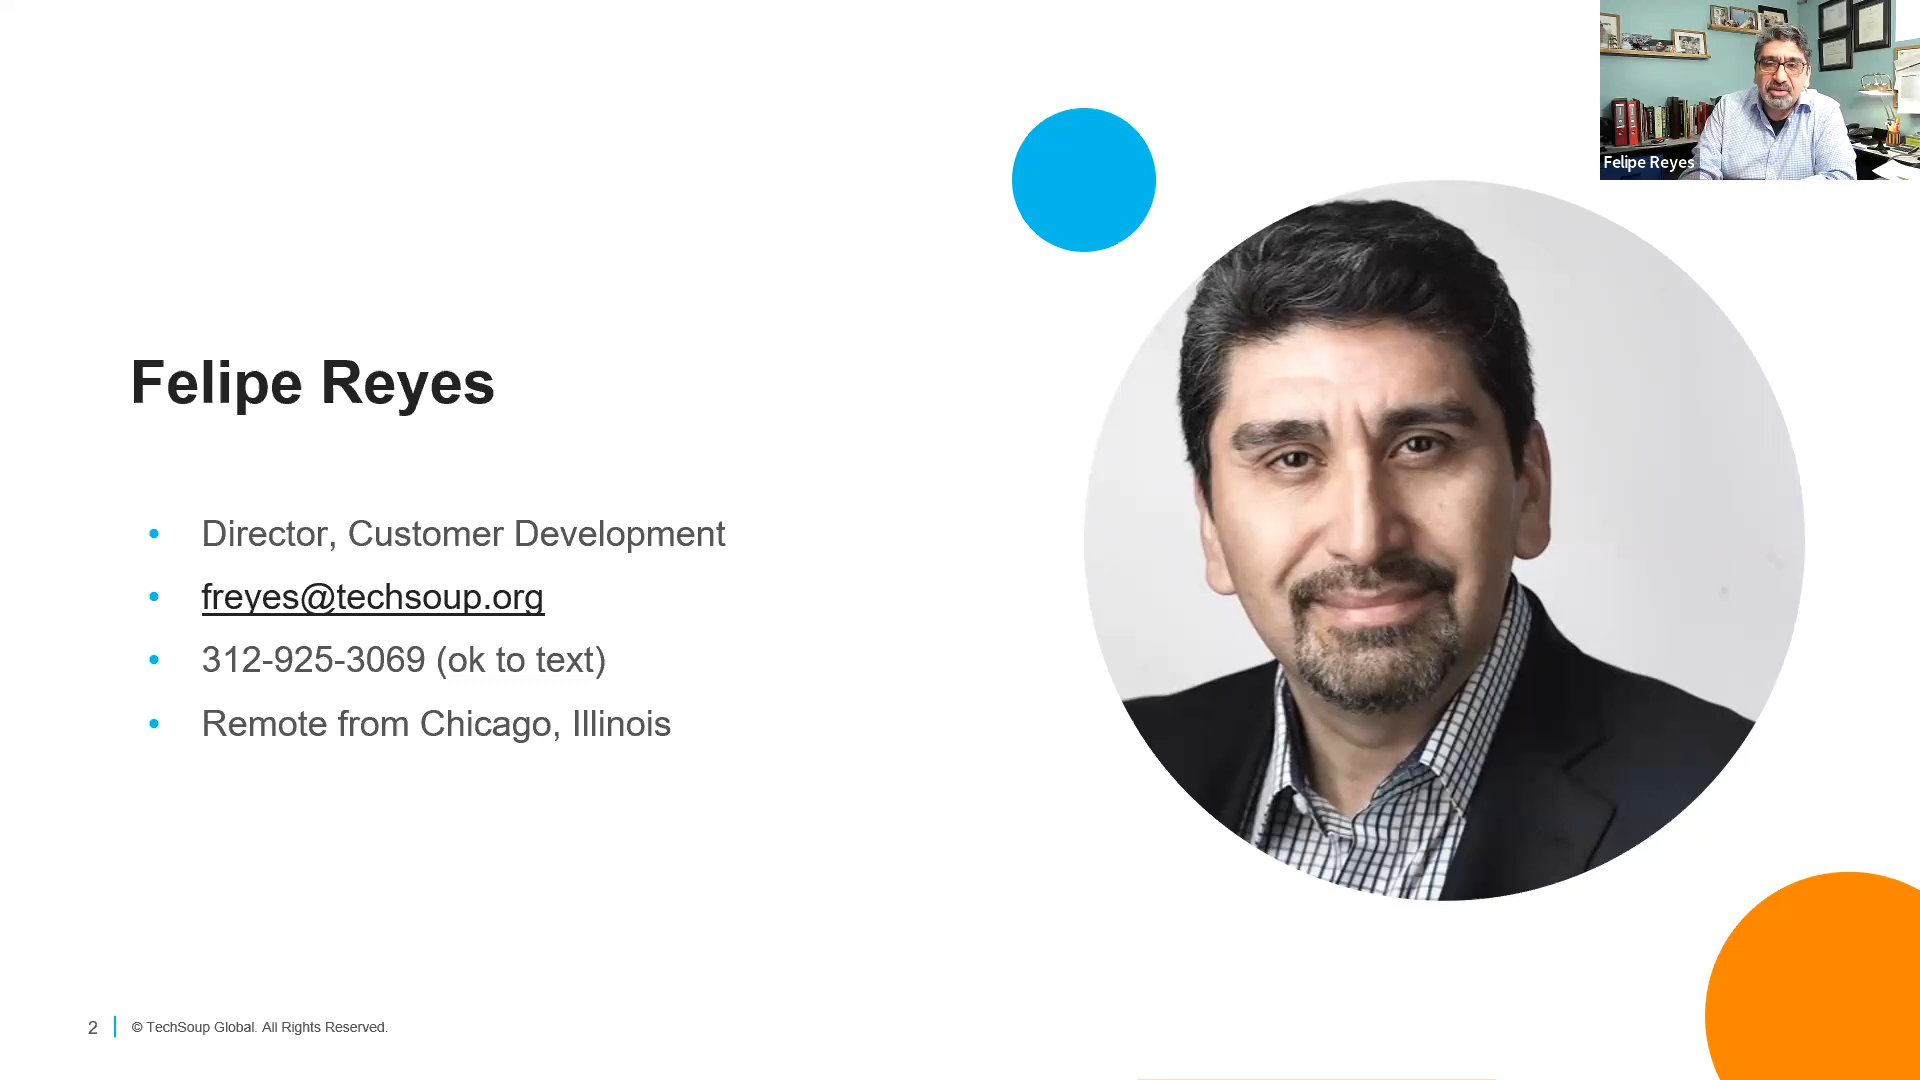 Felipe Reyes
Felipe Reyes
• Director, Customer Development
• freyes@techsoup.org
• 312-925-3069 (ok to text)
• Remote from Chicago, Illinois
2 | © TechSoup Global. All Rights Reserved.